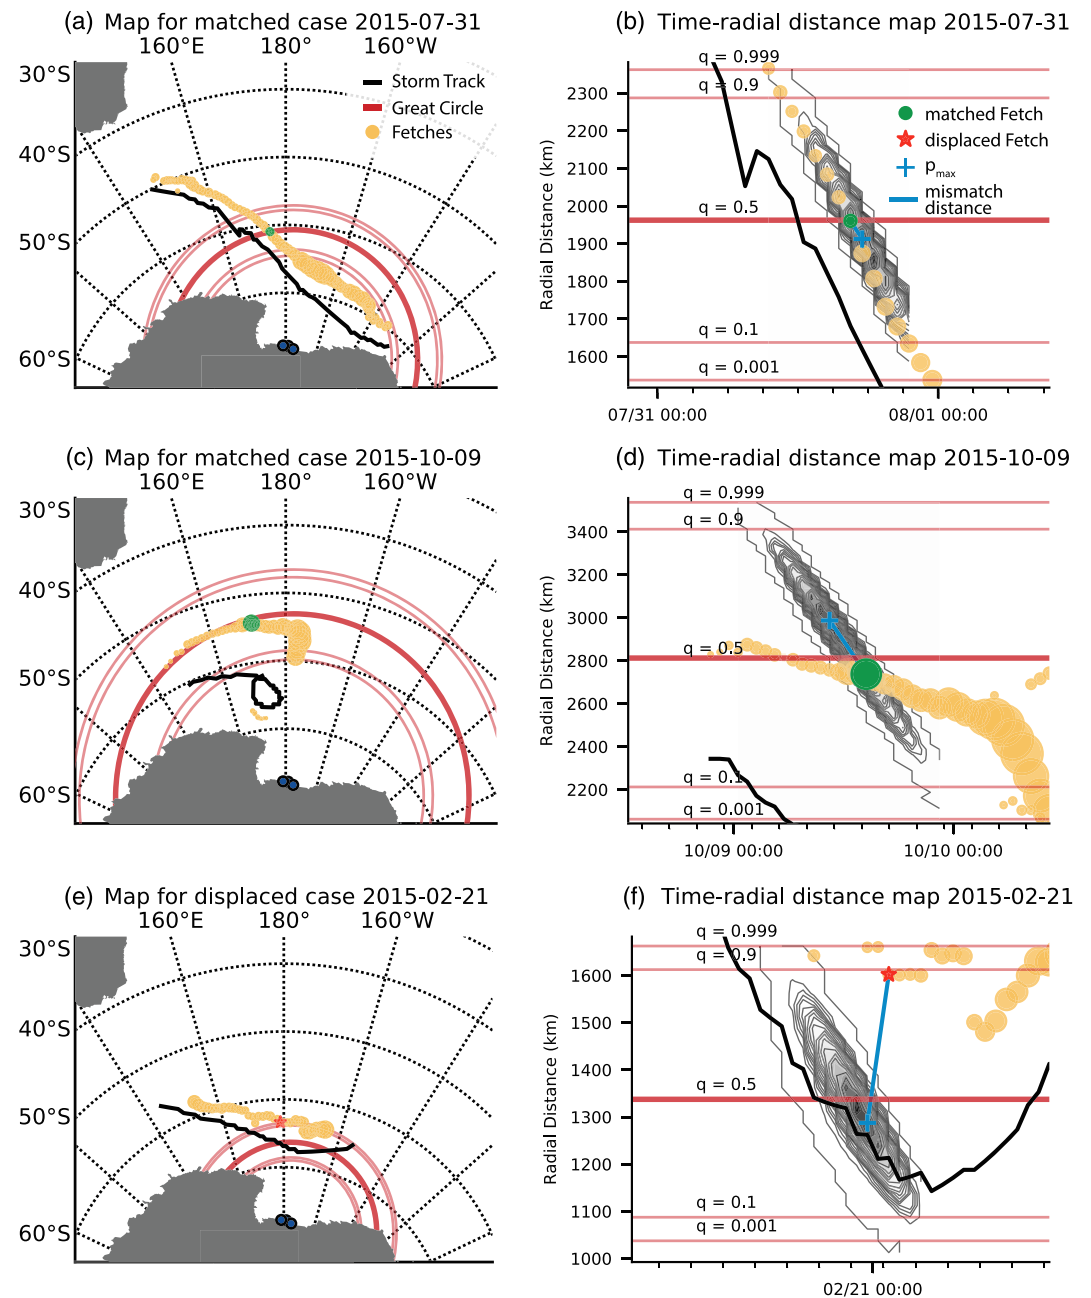 (a) Map for matched case 2015-07-31
160°E 180° 160°W
30°S
40°S
50°S
60°S
Storm Track
Great Circle
Fetches
(b) Time-radial distance map 2015-07-31
Radial Distance (km)
2300
2200
2100
2000
1900
1800
1700
1600
q = 0.999
q = 0.9
q = 0.5
q = 0.1
q = 0.001
matched Fetch
displaced Fetch
pmax
mismatch
distance
07/31 00:00 08/01 00:00
(c) Map for matched case 2015-10-09
160°E 180° 160°W
30°S
40°S
50°S
60°S
(d) Time-radial distance map 2015-10-09
Radial Distance (km)
3400
3200
3000
2800
2600
2400
2200
q = 0.999
q = 0.9
q = 0.5
q = 0.1
q = 0.001
10/09 00:00 10/10 00:00
(e) Map for displaced case 2015-02-21
160°E 180° 160°W
30°S
40°S
50°S
60°S
(f) Time-radial distance map 2015-02-21
Radial Distance (km)
1600
1500
1400
1300
1200
1100
1000
q = 0.999
q = 0.9
q = 0.5
q = 0.1
q = 0.001
02/21 00:00